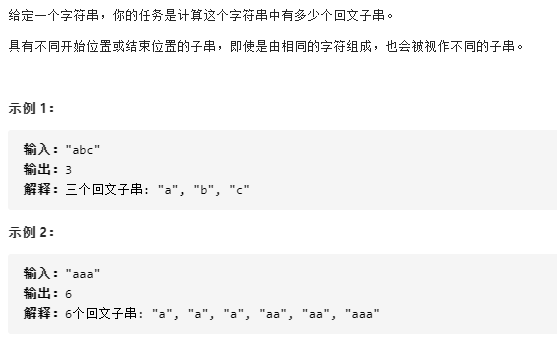 给定一个字符串，你的任务是计算这个字符串中有多少个回文子串。
具有不同开始位置或结束位置的子串，即使是由相同的字符组成，也会被视作不同的子串。
示例 1：
输入："abc"
输出：3
解释：三个回文子串: "a", "b", "c"
示例 2：
输入："aaa"
输出：6
解释：6个回文子串: "a", "a", "a", "aa", "aa", "aaa"